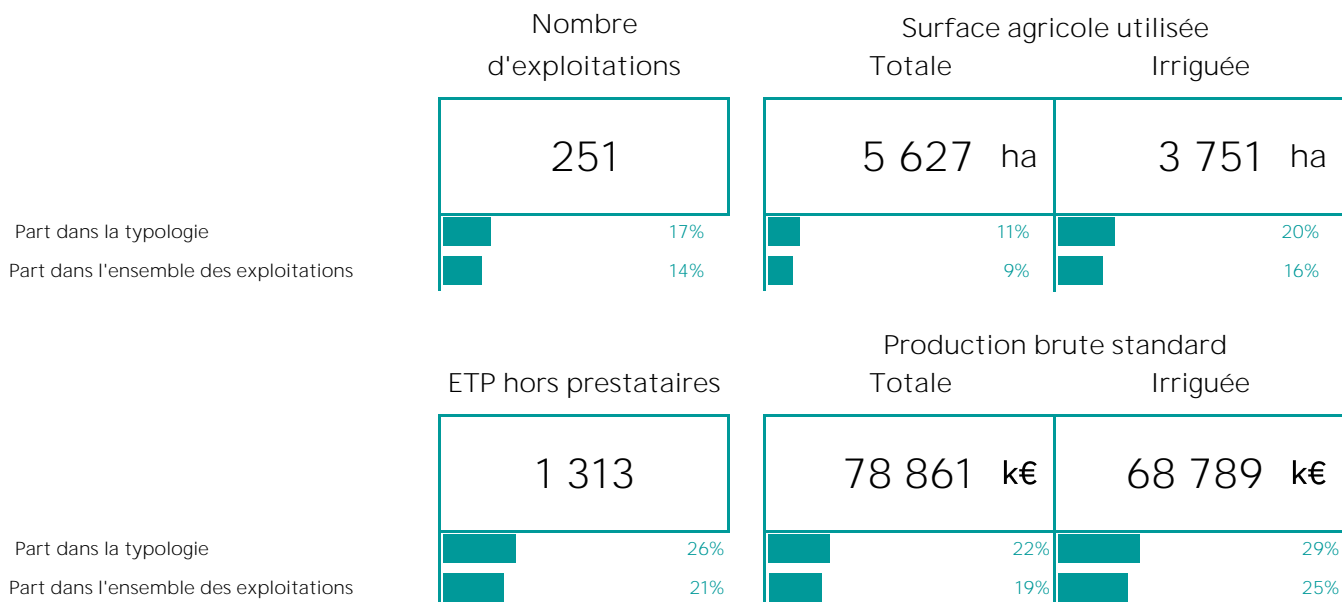 Nombre
d'exploitations
Surface agricole utilisée
Totale Irriguée
251 5 627 ha 3 751 ha
Part dans la typologie 17% 11% 20%
Part dans l'ensemble des exploitations 14% 9% 16%
Production brute standard
ETP hors prestataires Totale Irriguée
1 313 78 861 k€ 68 789 k€
Part dans la typologie 26% 22% 29%
Part dans l'ensemble des exploitations 21% 19% 25%